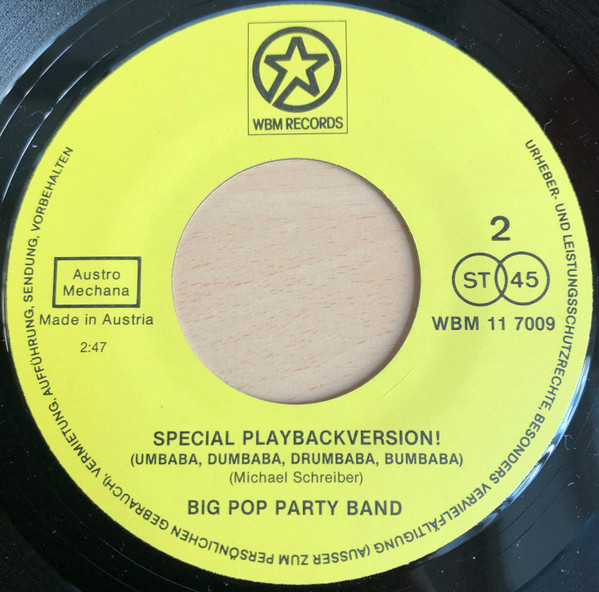 WBM RECORDS
URHEBER- UND LEISTUNGSSCHUTZRECHTE, BESONDERS VERVIELFÄLTIGUNG (AUSSER ZUM PERSÖNLICHEN GEBRAUCH), VERMIETUNG, AUFFÜHRUNG, SENDUNG, VORBEHALTEN
2
Austro
Mechana
ST 45
Made in Austria
WBM 11 7009
2:47
SPECIAL PLAYBACKVERSION!
(UMBABA, DUMBABA, DRUMBABA, BUMBABA)
(Michael Schreiber)
BIG POP PARTY BAND